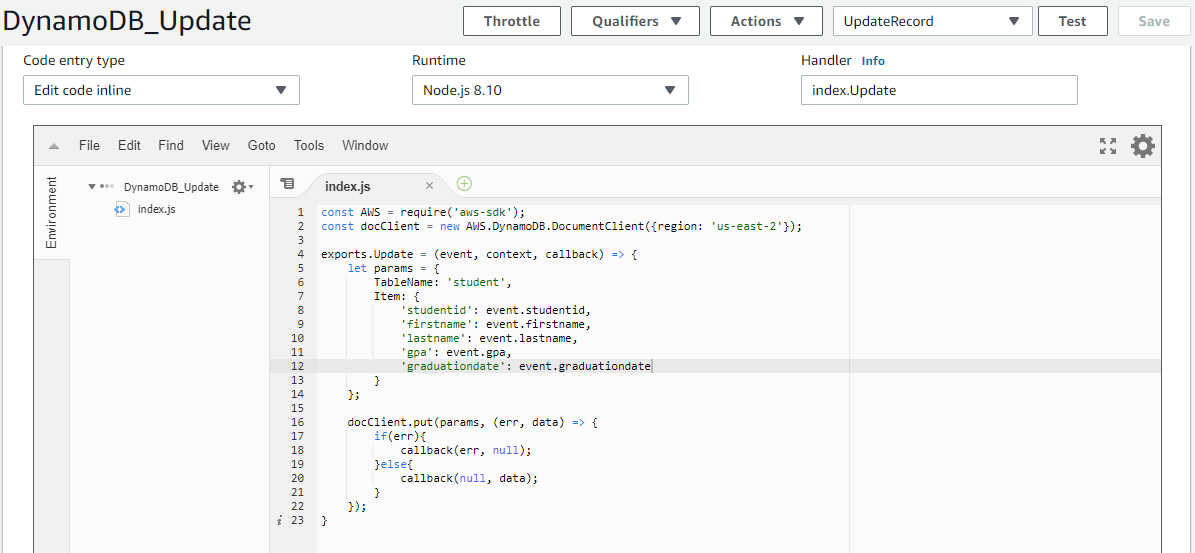 DynamoDB_Update
Throttle
Qualifiers
Actions
UpdateRecord
Test
Save
Code entry type
Runtime
Handler Info
Edit code inline
Node.js 8.10
index.Update
File Edit Find View Goto Tools Window
Environment
DynamoDB_Update
index.js
index.js
1 const AWS = require('aws-sdk');
2 const docClient = new AWS.DynamoDB.DocumentClient({region: 'us-east-2'});
3
4 exports.Update = (event, context, callback) => {
5 let params = {
6 TableName: 'student',
7 Item: {
8 'studentid': event.studentid,
9 'firstname': event.firstname,
10 'lastname': event.lastname,
11 'gpa': event.gpa,
12 'graduationdate': event.graduationdate
13 }
14 };
15
16 docClient.put(params, (err, data) => {
17 if(err){
18 callback(err, null);
19 }else{
20 callback(null, data);
21 }
22 });
i 23 }